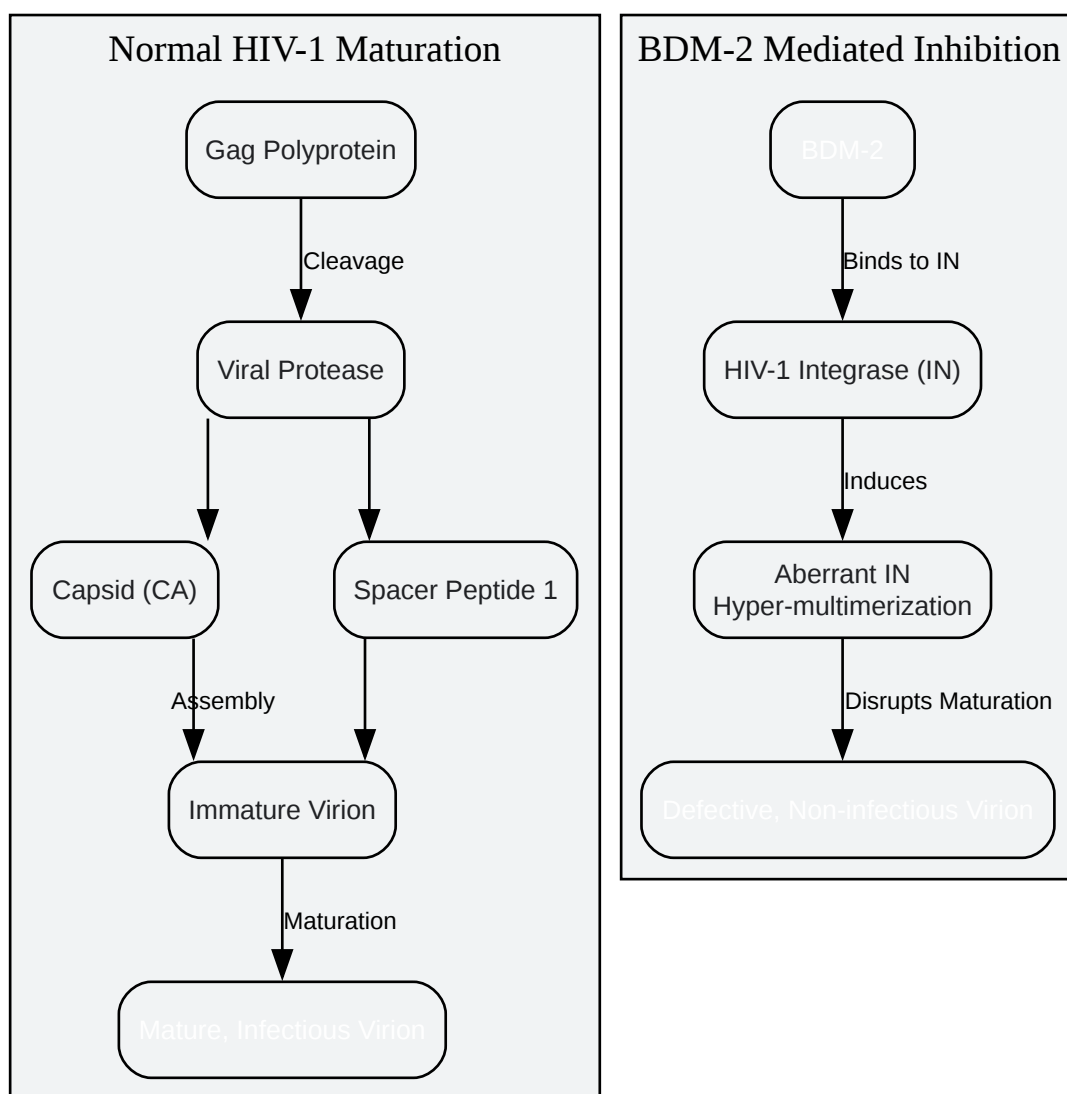 Normal HIV-1 Maturation
Gag Polyprotein
Cleavage
Viral Protease
Capsid (CA)
Spacer Peptide 1
Assembly
Immature Virion
Maturation
Mature, Infectious Virion
BDM-2 Mediated Inhibition
BDM-2
Binds to IN
HIV-1 Integrase (IN)
Induces
Aberrant IN
Hyper-multimerization
Disrupts Maturation
Defective, Non-infectious Virion